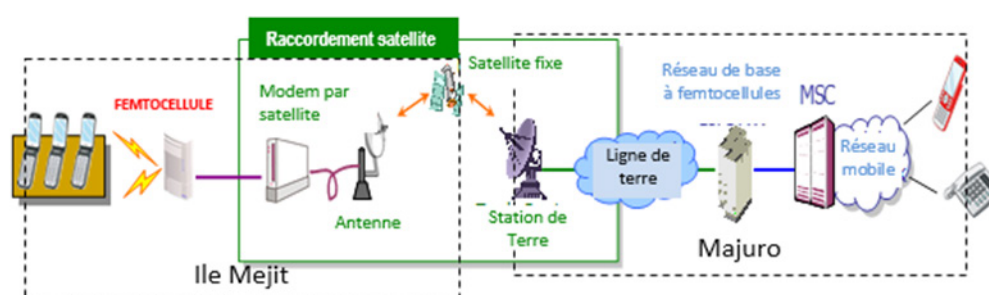 Raccordement satellite
Satellite fixe
FEMTOCELLULE
Modem par
satellite
Antenne
Station de
Terre
Ile Mejit
Ligne de
terre
Réseau de base
à femtocellules
MSC
Réseau
mobile
Majuro